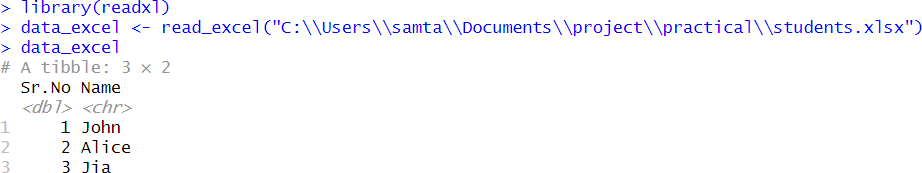 > library(readxl)
> data_excel <- read_excel("C:\\Users\\samta\\Documents\\project\\practical\\students.xlsx")
> data_excel
# A tibble: 3 × 2
  Sr.No Name
  <dbl> <chr>
1     1 John
2     2 Alice
3     3 Jia